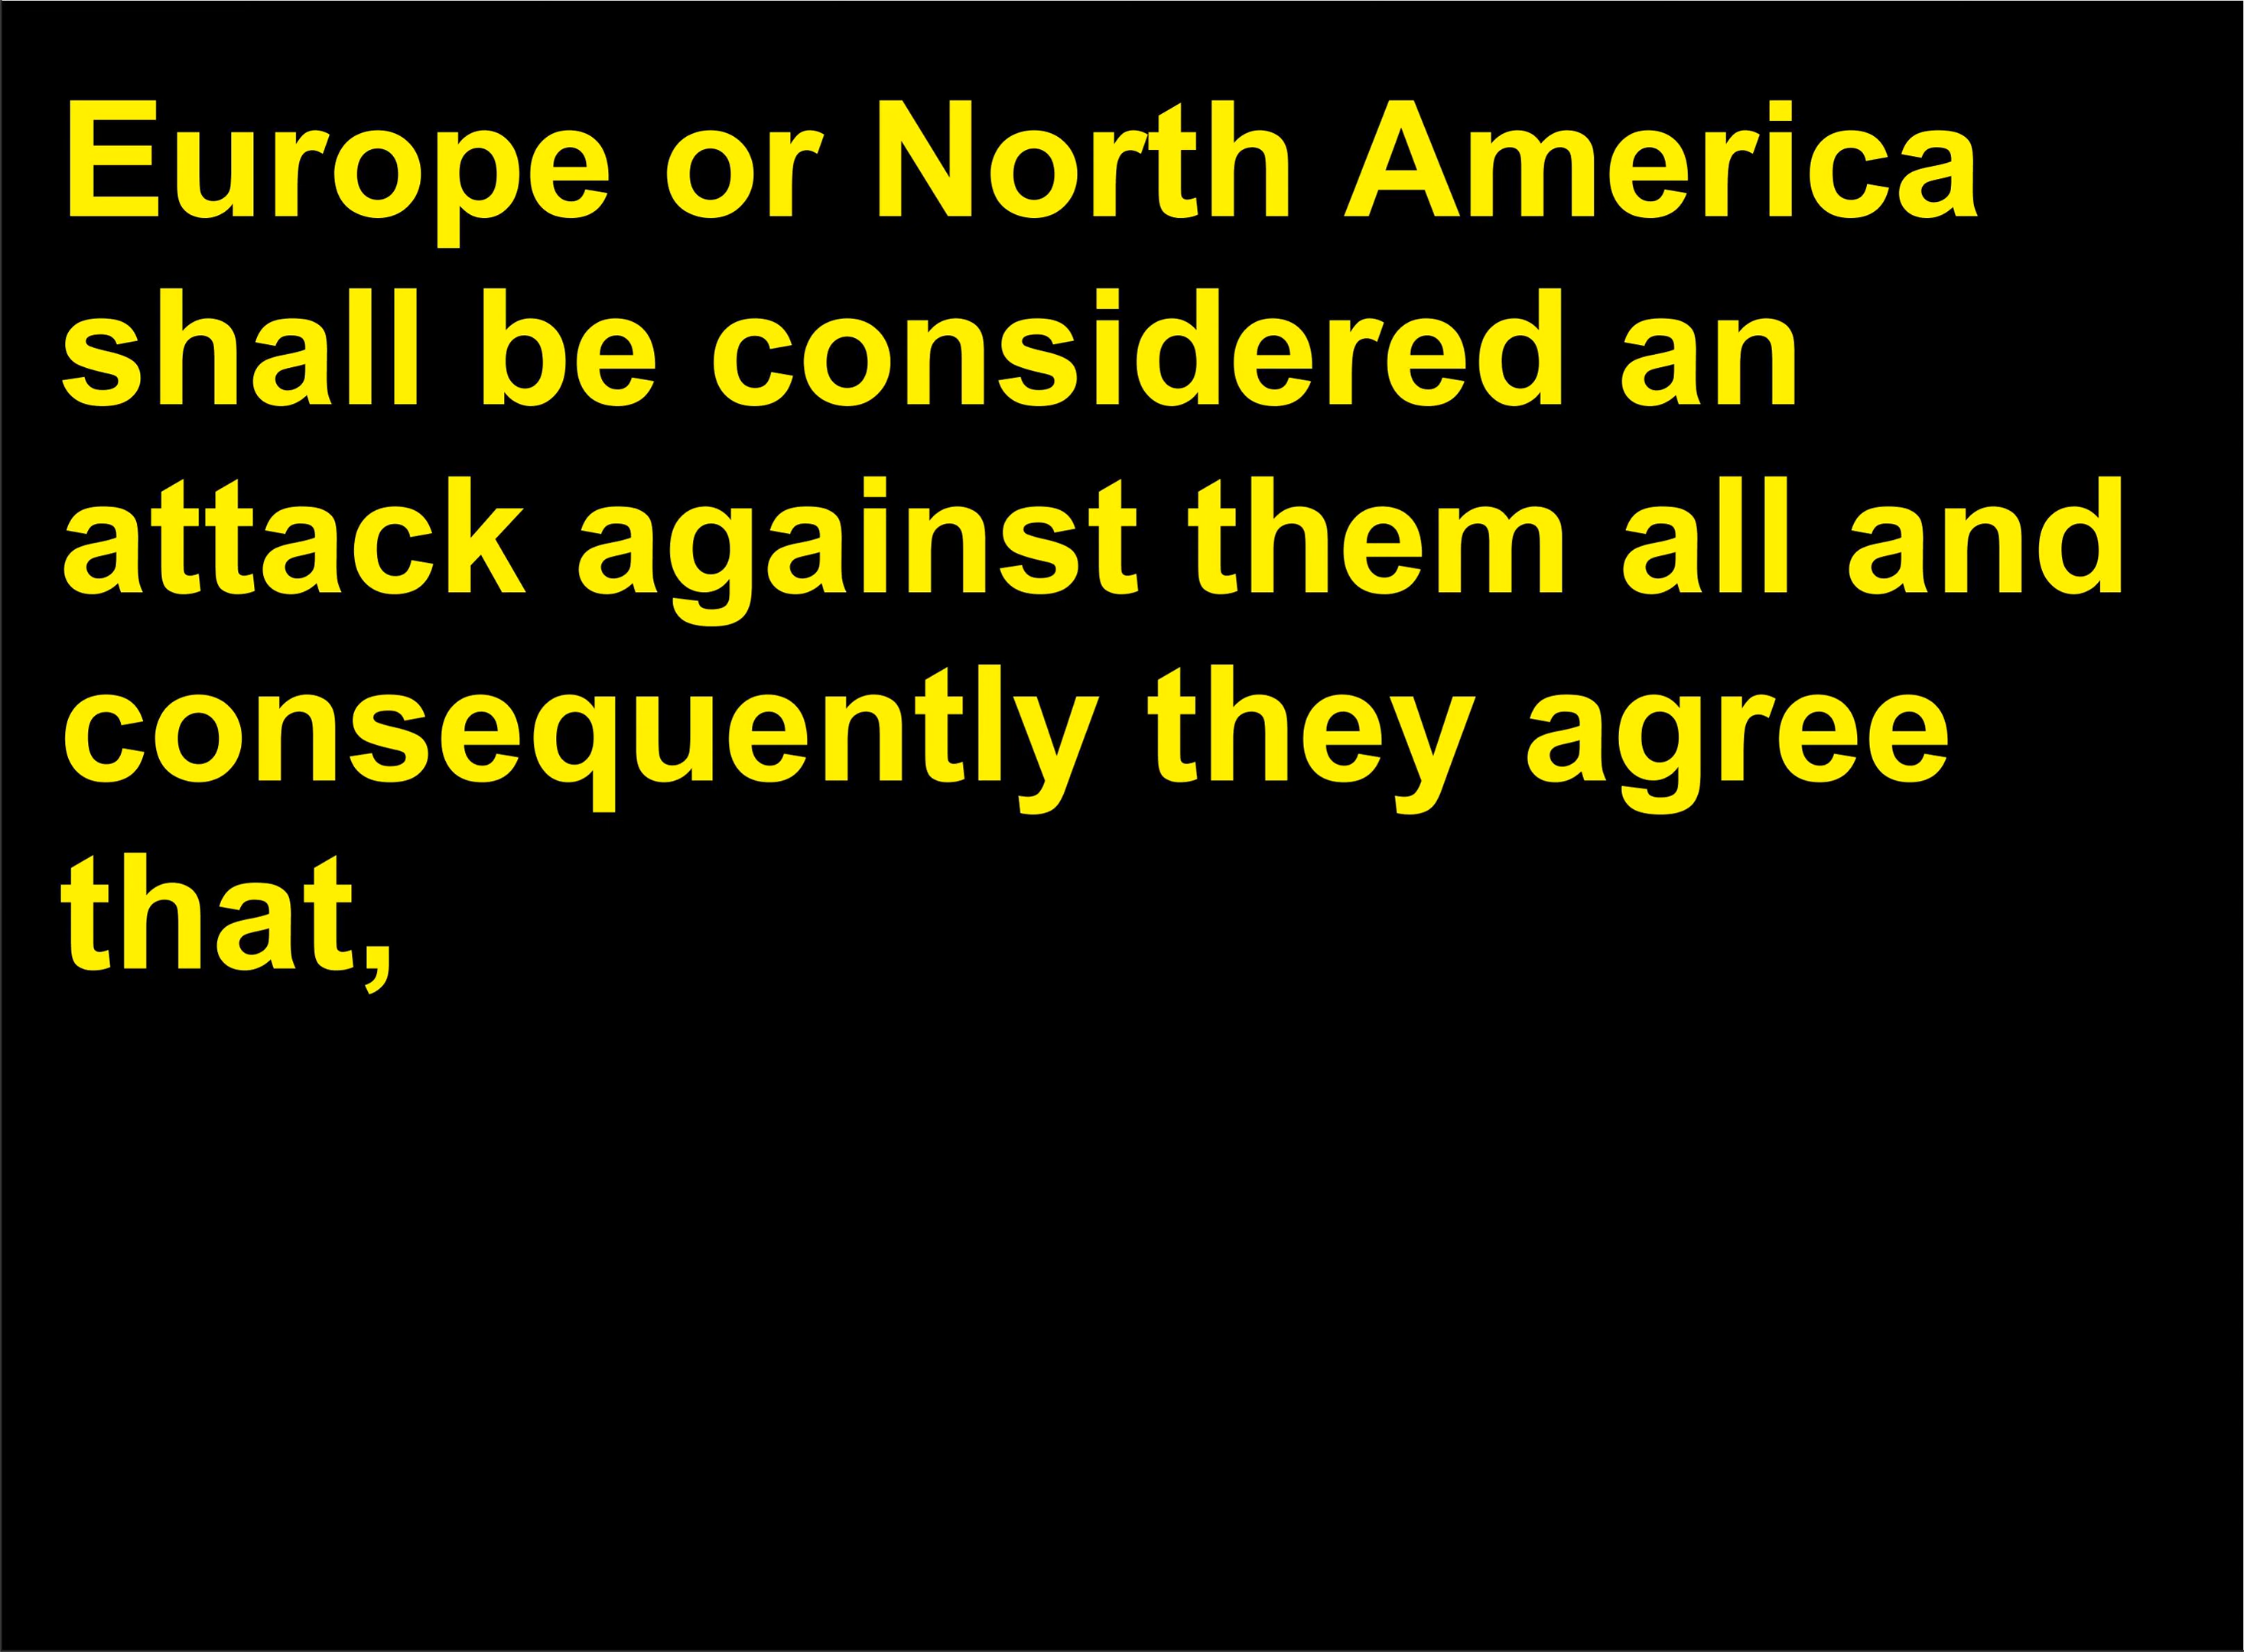 Europe or North America
shall be considered an
attack against them all and
consequently they agree
that,